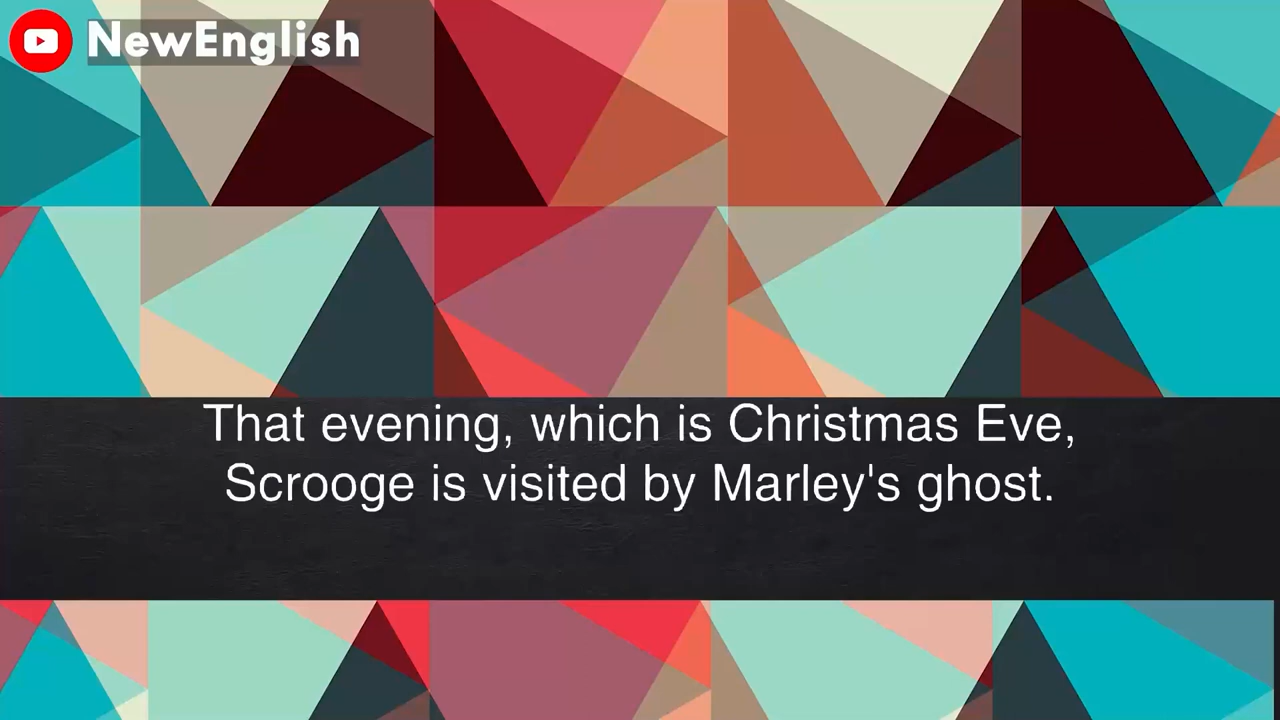 NewEnglish
That evening, which is Christmas Eve,
Scrooge is visited by Marley's ghost.